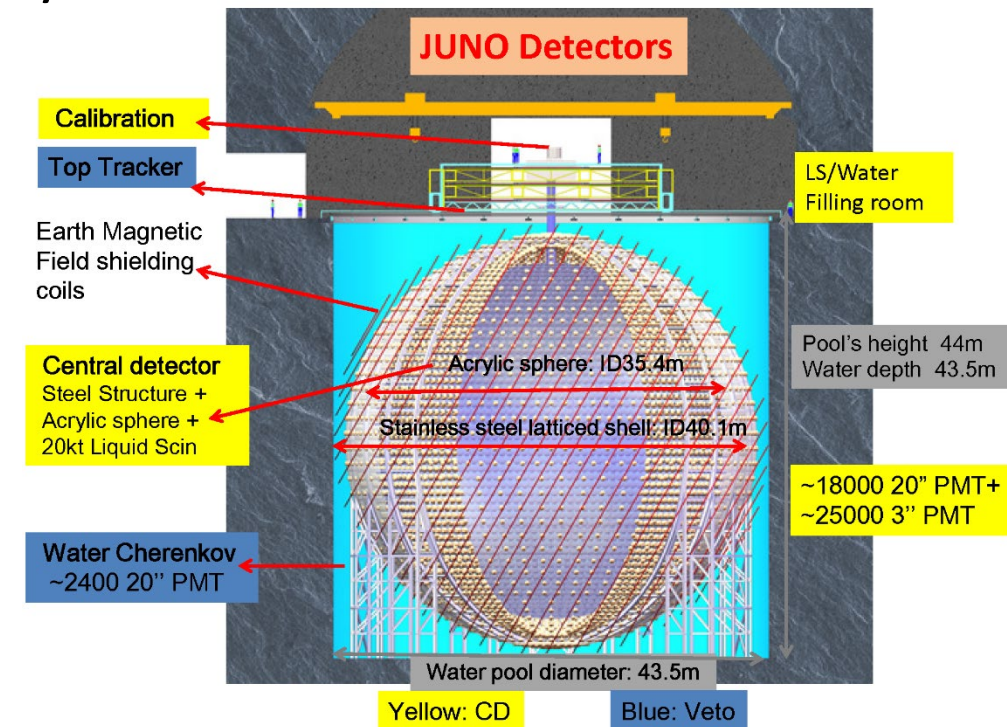 JUNO Detectors
Calibration
Top Tracker
Earth Magnetic
Field shielding
coils
Central detector
Steel Structure +
Acrylic sphere +
20kt Liquid Scin
Water Cherenkov
~2400 20'' PMT
Acrylic sphere: ID35.4m
Stainless steel latticed shell: ID40.1m
LS/Water
Filling room
Pool's height 44m
Water depth 43.5m
~18000 20” PMT+
~25000 3'' PMT
Water pool diameter: 43.5m
Yellow: CD
Blue: Veto